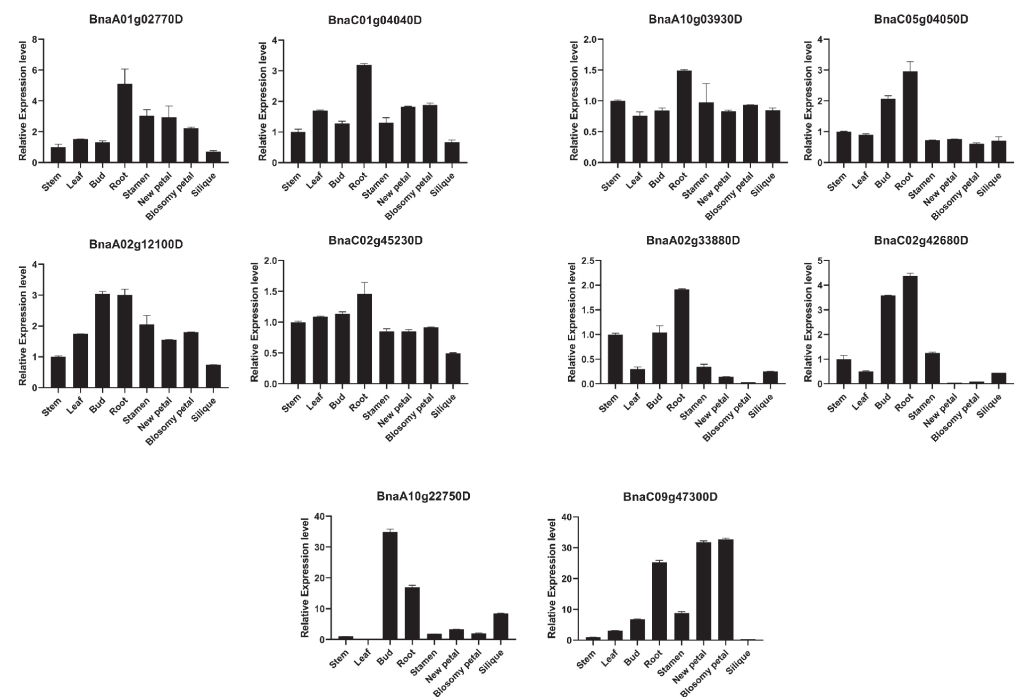 BnaA01g02770D
Relative Expression level
8
6
4
2
0
Stem
Leaf
Bud
Root
Stamen
New petal
Blosomy petal
Silique
BnaC01g04040D
Relative Expression level
4
3
2
1
0
Stem
Leaf
Bud
Root
Stamen
New petal
Blosomy petal
Silique
BnaA10g03930D
Relative Expression level
2.0
1.5
1.0
0.5
0.0
Stem
Leaf
Bud
Root
Stamen
New petal
Blosomy petal
Silique
BnaC05g04050D
Relative Expression level
4
3
2
1
0
Stem
Leaf
Bud
Root
Stamen
New petal
Blosomy petal
Silique
BnaA02g12100D
Relative Expression level
4
3
2
1
0
Stem
Leaf
Bud
Root
Stamen
New petal
Blosomy petal
Silique
BnaC02g45230D
Relative Expression level
2.0
1.5
1.0
0.5
0.0
Stem
Leaf
Bud
Root
Stamen
New petal
Blosomy petal
Silique
BnaA02g33880D
Relative Expression level
2.5
2.0
1.5
1.0
0.5
0.0
Stem
Leaf
Bud
Root
Stamen
New petal
Blosomy petal
Silique
BnaC02g42680D
Relative Expression level
5
4
3
2
1
0
Stem
Leaf
Bud
Root
Stamen
New petal
Blosomy petal
Silique
BnaA10g22750D
Relative Expression level
40
30
20
10
0
Stem
Leaf
Bud
Root
Stamen
New petal
Blosomy petal
Silique
BnaC09g47300D
Relative Expression level
40
30
20
10
0
Stem
Leaf
Bud
Root
Stamen
New petal
Blosomy petal
Silique